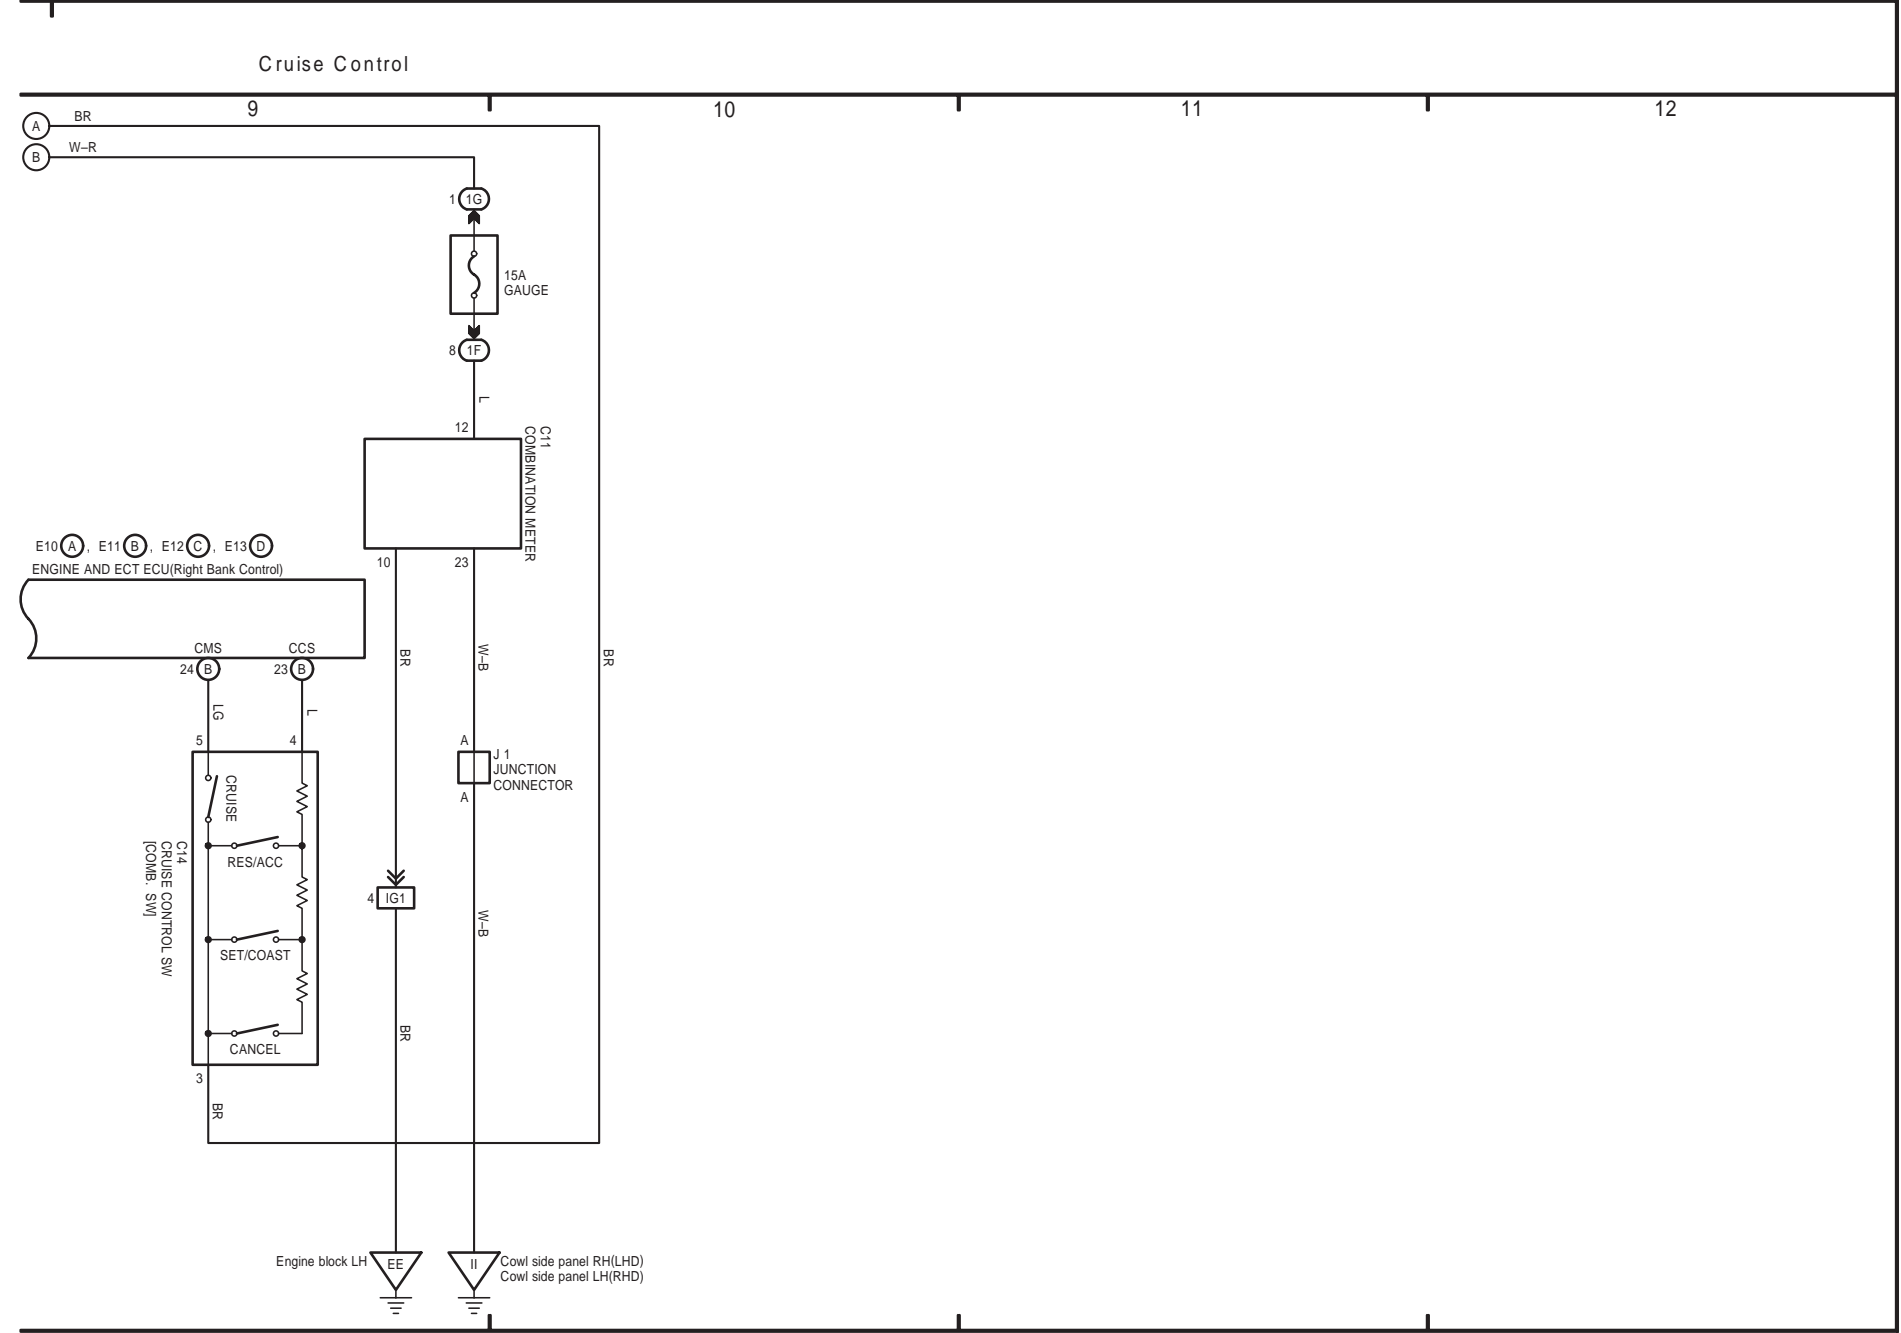 Cruise Control
9 10 11 12
A BR
B W–R
1 1G
15A
GAUGE
8 1F
L
12
C11
COMBINATION METER
10 23
E10 A , E11 B , E12 C , E13 D
ENGINE AND ECT ECU(Right Bank Control)
CMS CCS
24 B 23 B
BR W–B BR
LG L
5 4
A
J 1
JUNCTION
CONNECTOR
A
CRUISE
RES/ACC
C14
CRUISE CONTROL SW
[COMB. SW]
4 IG1
W–B
SET/COAST
BR
CANCEL
3
BR
Engine block LH EE
II Cowl side panel RH(LHD)
Cowl side panel LH(RHD)